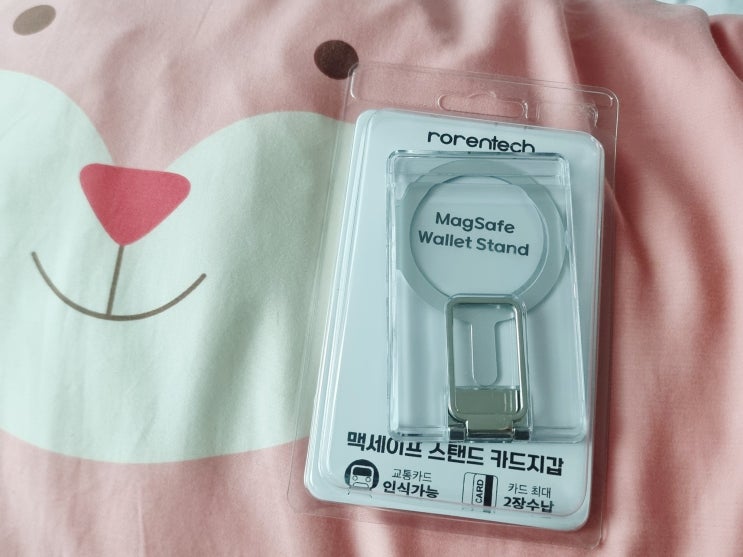 rorentech
MagSafe
Wallet Stand
맥세이프 스탠드 카드지갑
교통카드
인식가능
CARD
카드 최대
2장수납